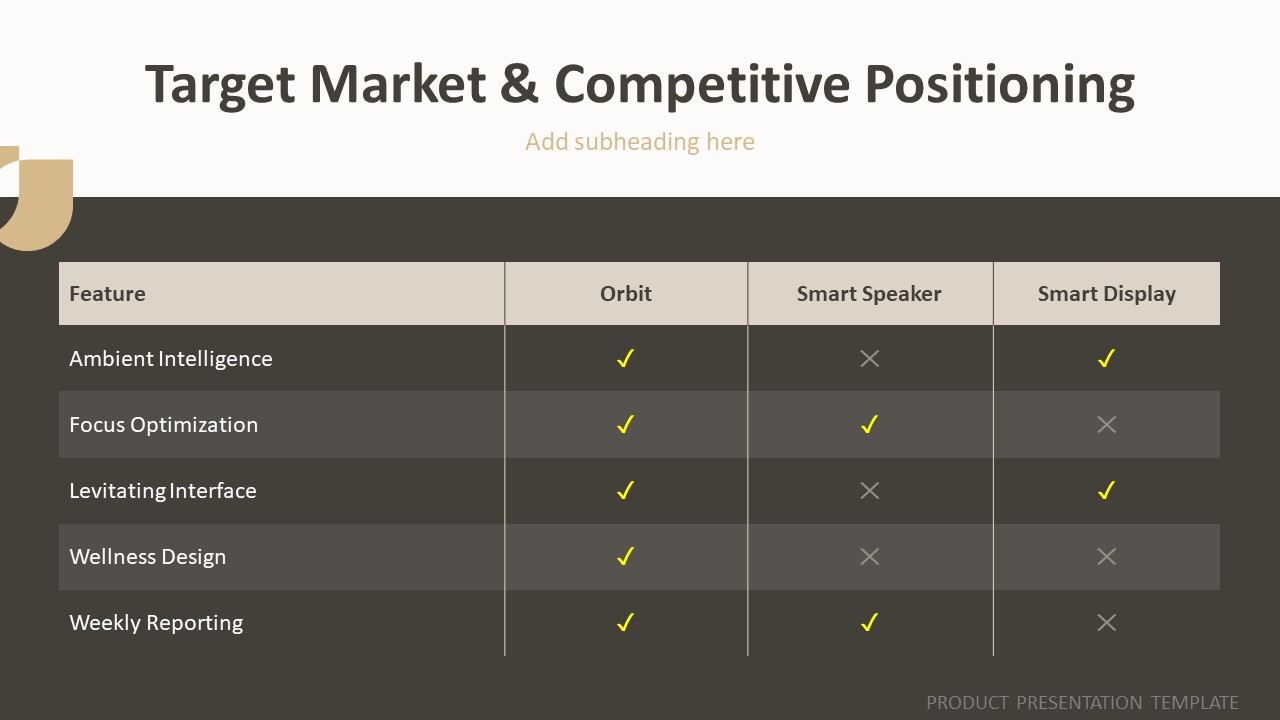 Target Market & Competitive Positioning
Add subheading here
Feature Orbit Smart Speaker Smart Display
Ambient Intelligence ✓ ✕ ✓
Focus Optimization ✓ ✓ ✕
Levitating Interface ✓ ✕ ✓
Wellness Design ✓ ✕ ✕
Weekly Reporting ✓ ✓ ✕
PRODUCT PRESENTATION TEMPLATE